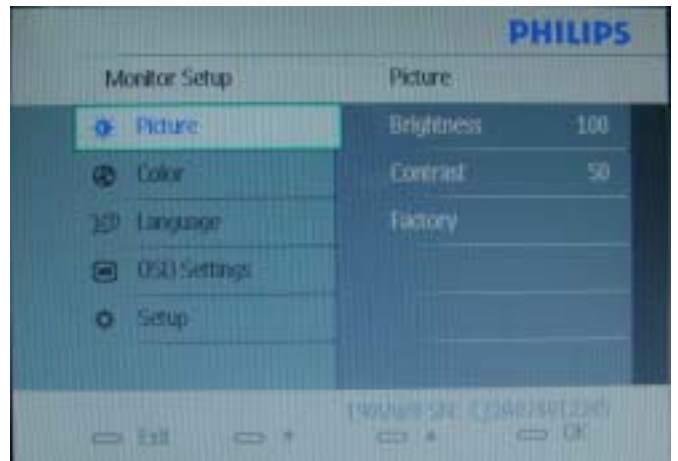 PHILIPS
Monitor Setup Picture
Picture Brightness 100
Color Contrast 50
Language Factory
OSD Settings
Setup
Exit OK